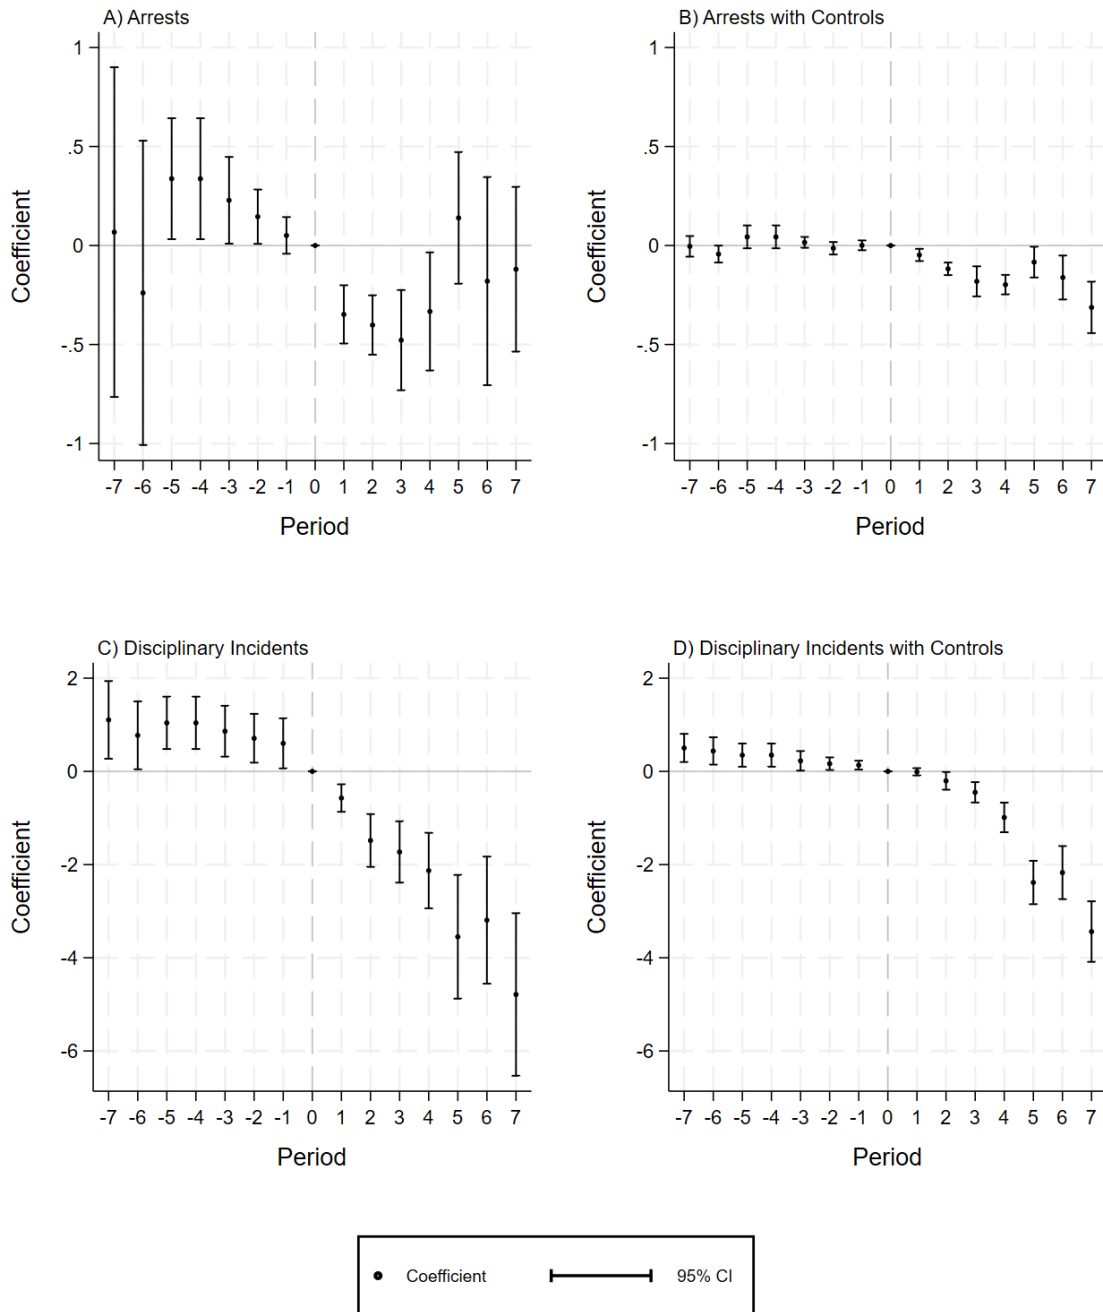 A) Arrests
1
.5
0
-.5
-1
Coefficient
-7 -6 -5 -4 -3 -2 -1 0 1 2 3 4 5 6 7
Period
B) Arrests with Controls
1
.5
0
-.5
-1
Coefficient
-7 -6 -5 -4 -3 -2 -1 0 1 2 3 4 5 6 7
Period
C) Disciplinary Incidents
2
0
-2
-4
-6
Coefficient
-7 -6 -5 -4 -3 -2 -1 0 1 2 3 4 5 6 7
Period
D) Disciplinary Incidents with Controls
2
0
-2
-4
-6
Coefficient
-7 -6 -5 -4 -3 -2 -1 0 1 2 3 4 5 6 7
Period
Coefficient 95% CI